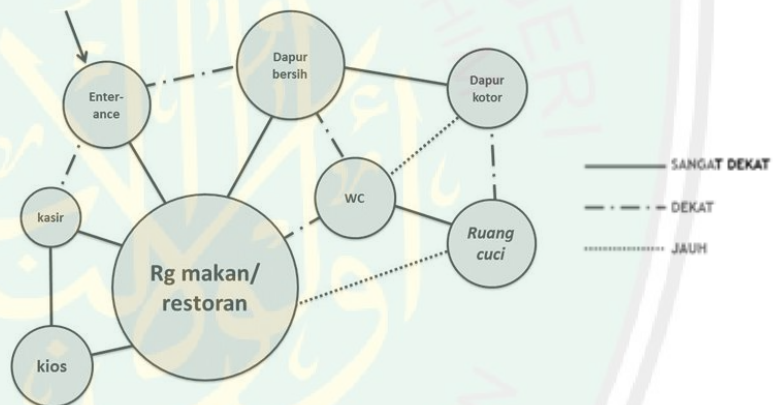 Dapur
bersih
Dapur
kotor
Enter-
ance
SANGAT DEKAT
WC
DEKAT
kasir
Ruang
cuci
JAUH
Rg makan/
restoran
kios